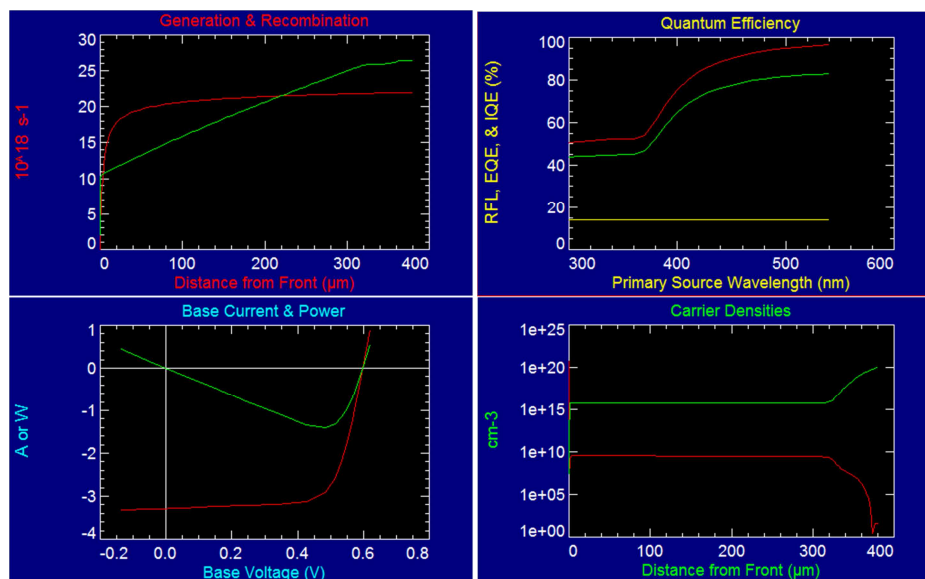 Generation & Recombination
30
25
20
15
10
5
0
10^18 s-1
0 100 200 300 400
Distance from Front (µm)
Quantum Efficiency
100
80
60
40
20
0
RFL, EQE, & IQE (%)
300 400 500 600
Primary Source Wavelength (nm)
Base Current & Power
1
0
-1
-2
-3
-4
A or W
-0.2 0.0 0.2 0.4 0.6 0.8
Base Voltage (V)
Carrier Densities
1e+25
1e+20
1e+15
1e+10
1e+05
1e+00
cm-3
0 100 200 300 400
Distance from Front (µm)